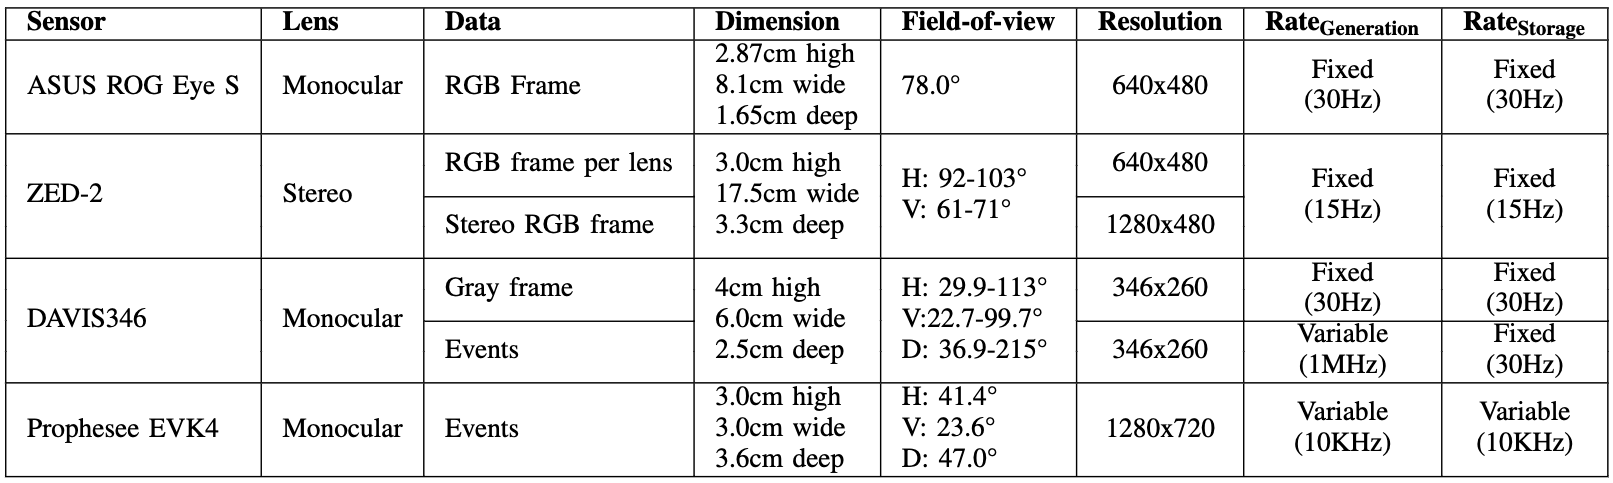 Sensor Lens Data Dimension Field-of-view Resolution RateGeneration RateStorage
ASUS ROG Eye S Monocular RGB Frame 2.87cm high 8.1cm wide 1.65cm deep 78.0° 640x480 Fixed (30Hz) Fixed (30Hz)
ZED-2 Stereo RGB frame per lens 3.0cm high 17.5cm wide 3.3cm deep H: 92-103° V: 61-71° 640x480 Fixed (15Hz) Fixed (15Hz)
Stereo RGB frame 1280x480
DAVIS346 Monocular Gray frame 4cm high 6.0cm wide 2.5cm deep H: 29.9-113° V:22.7-99.7° D: 36.9-215° 346x260 Fixed (30Hz) Fixed (30Hz)
Events 346x260 Variable (1MHz) Fixed (30Hz)
Prophesee EVK4 Monocular Events 3.0cm high 3.0cm wide 3.6cm deep H: 41.4° V: 23.6° D: 47.0° 1280x720 Variable (10KHz) Variable (10KHz)